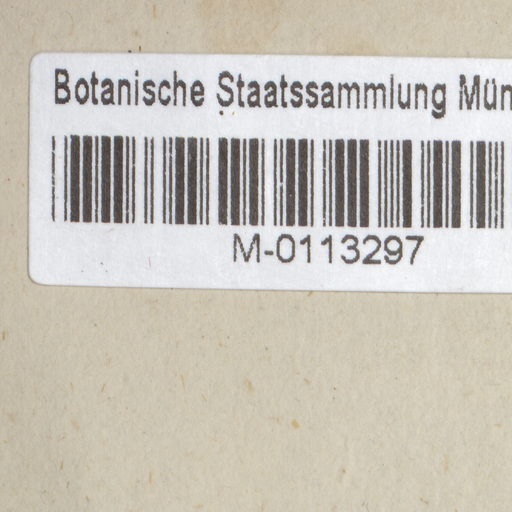 Botanische Staatssammlung Mün
M-0113297